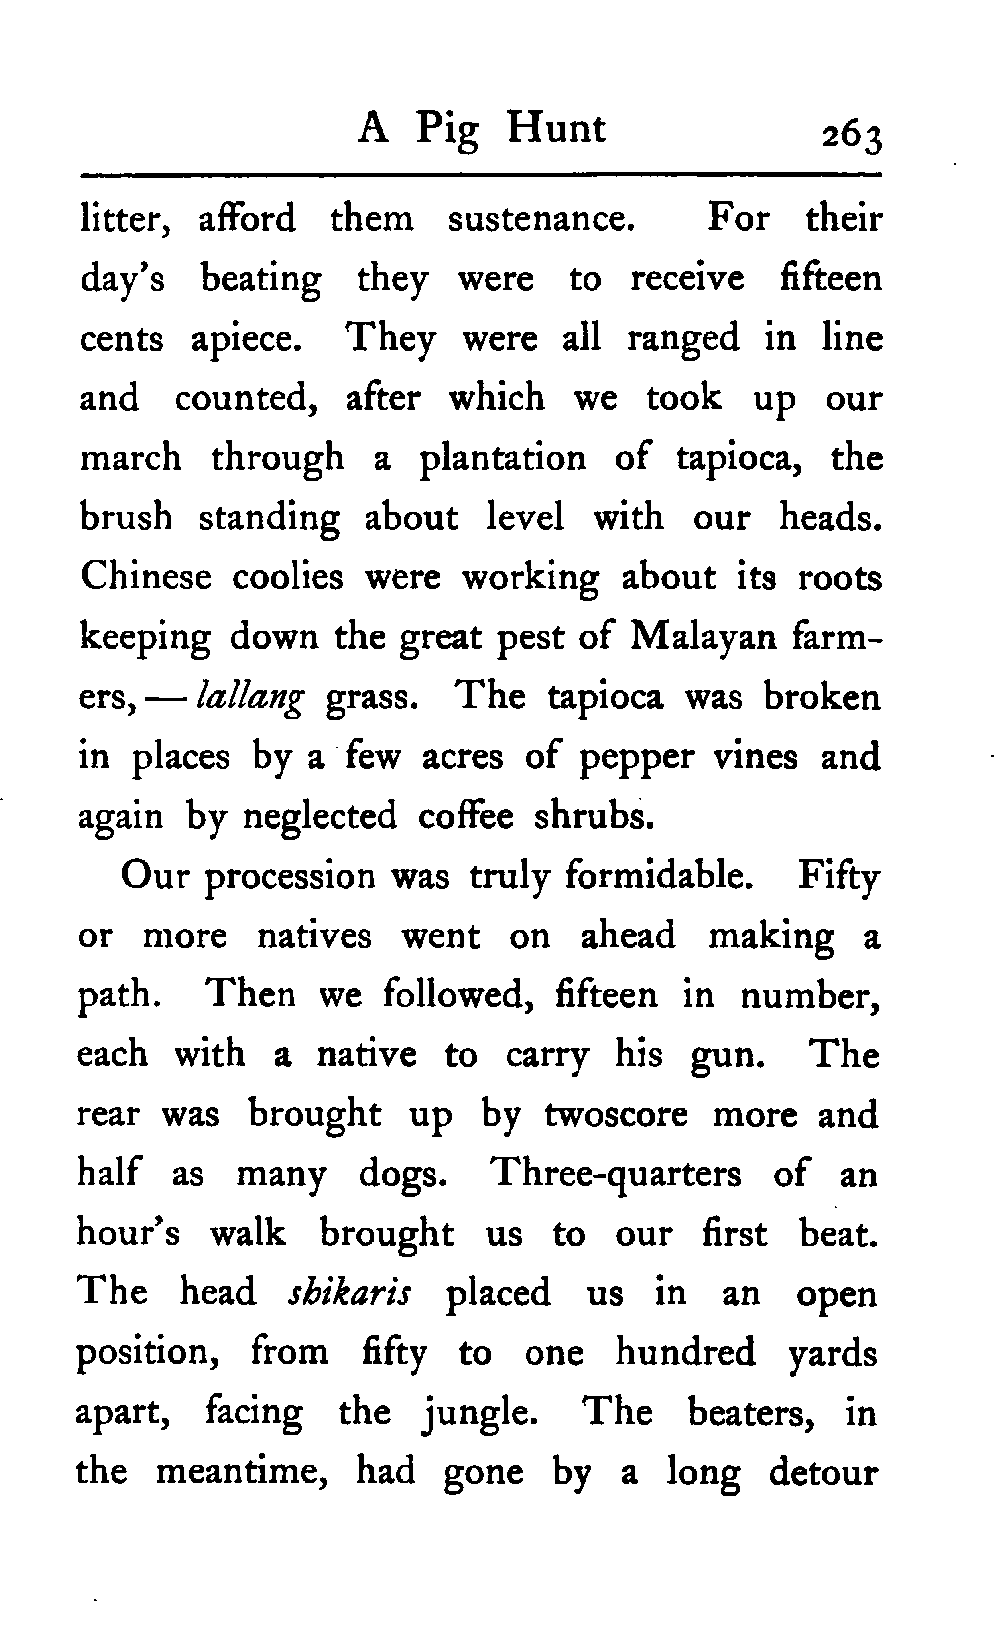 A Pig Hunt 263
litter, afford them sustenance. For their
day's beating they were to receive fifteen
cents apiece. They were all ranged in line
and counted, after which we took up our
march through a plantation of tapioca, the
brush standing about level with our heads.
Chinese coolies were working about its roots
keeping down the great pest of Malayan farm-
ers, — lallang grass. The tapioca was broken
in places by a few acres of pepper vines and
again by neglected coffee shrubs.
Our procession was truly formidable. Fifty
or more natives went on ahead making a
path. Then we followed, fifteen in number,
each with a native to carry his gun. The
rear was brought up by twoscore more and
half as many dogs. Three-quarters of an
hour's walk brought us to our first beat.
The head shikaris placed us in an open
position, from fifty to one hundred yards
apart, facing the jungle. The beaters, in
the meantime, had gone by a long detour